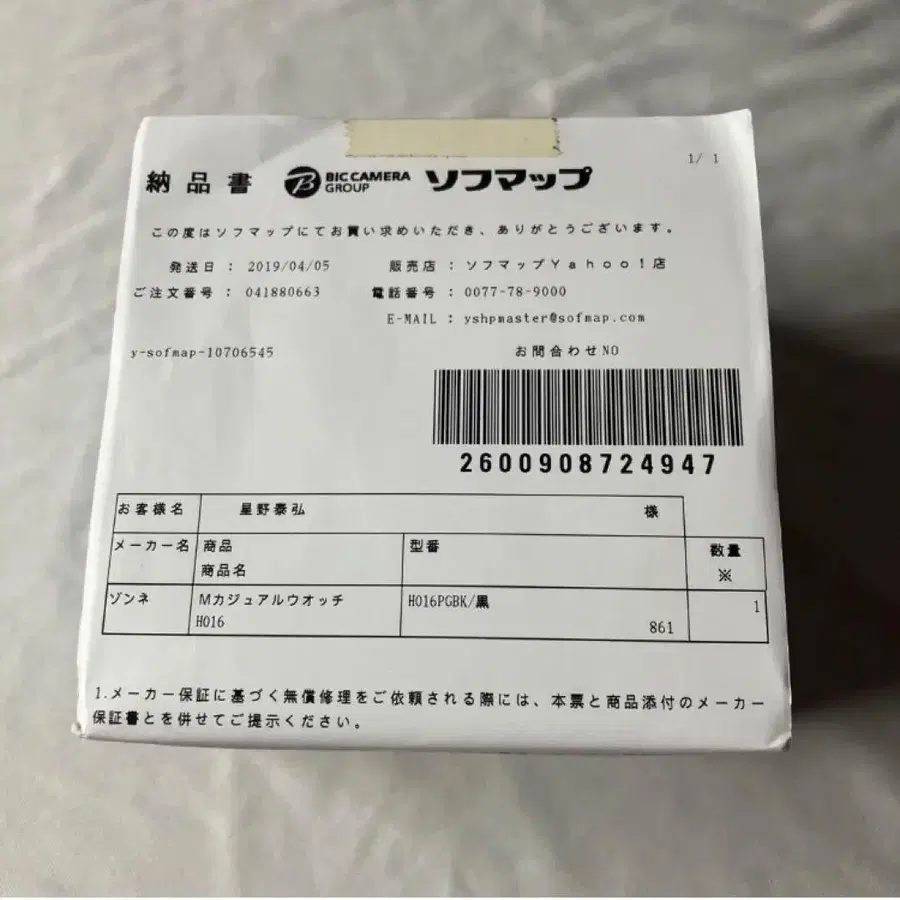 1/ 1
納品書 BIC CAMERA GROUP ソフマップ
この度はソフマップにてお買い求めいただき、ありがとうございます。
発送日 : 2019/04/05 販売店 : ソフマップYahoo!店
ご注文番号 : 041880663 電話番号 : 0077-78-9000
E-MAIL : yshpmaster@sofmap.com
y-sofmap-10706545 お問合わせNO
2600908724947
お客様名 星野泰弘 様
メーカー名 商品 型番 数量
商品名 ※
ゾンネ Mカジュアルウオッチ H016PGBK/黒 1
H016 861
1.メーカー保証に基づく無償修理をご依頼される際には、本票と商品添付のメーカー
保証書とを併せてご提示ください。